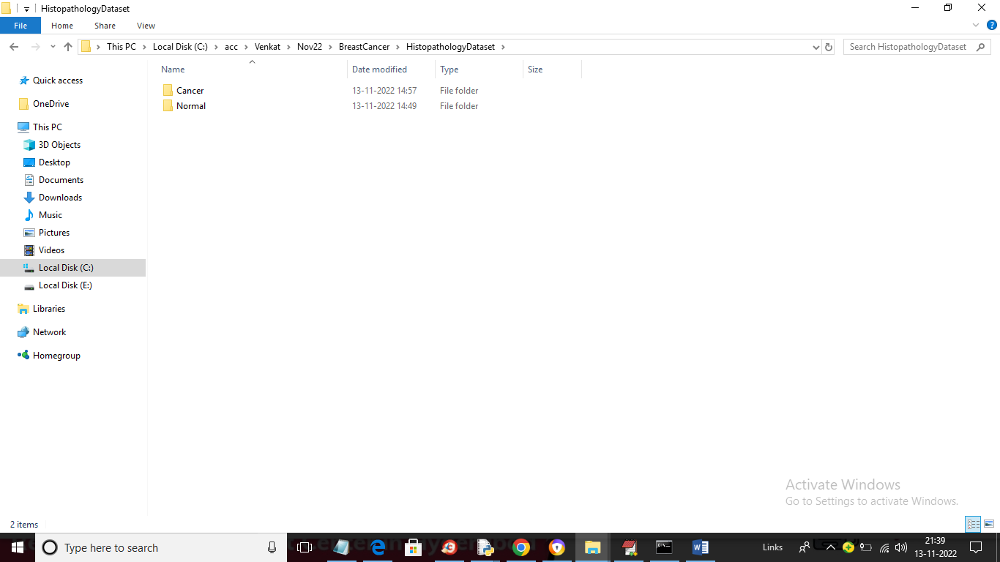 HistopathologyDataset
File Home Share View
This PC Local Disk (C:) acc Venkat Nov22 BreastCancer HistopathologyDataset Search HistopathologyDataset
Name Date modified Type Size
Cancer 13-11-2022 14:57 File folder
Normal 13-11-2022 14:49 File folder
Quick access
OneDrive
This PC
3D Objects
Desktop
Documents
Downloads
Music
Pictures
Videos
Local Disk (C:)
Local Disk (E:)
Libraries
Network
Homegroup
Activate Windows
Go to Settings to activate Windows.
2 items
Type here to search Links 21:39
13-11-2022